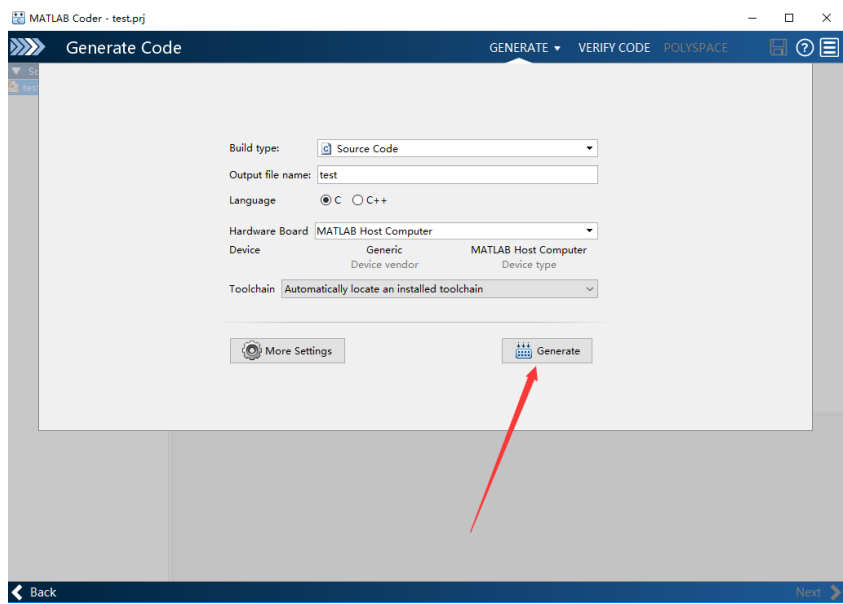 MATLAB Coder - test.prj
Generate Code GENERATE VERIFY CODE POLYSPACE
Sc
test
Build type: Source Code
Output file name: test
Language C C++
Hardware Board MATLAB Host Computer
Device Generic MATLAB Host Computer
Device vendor Device type
Toolchain Automatically locate an installed toolchain
More Settings Generate
Back Next